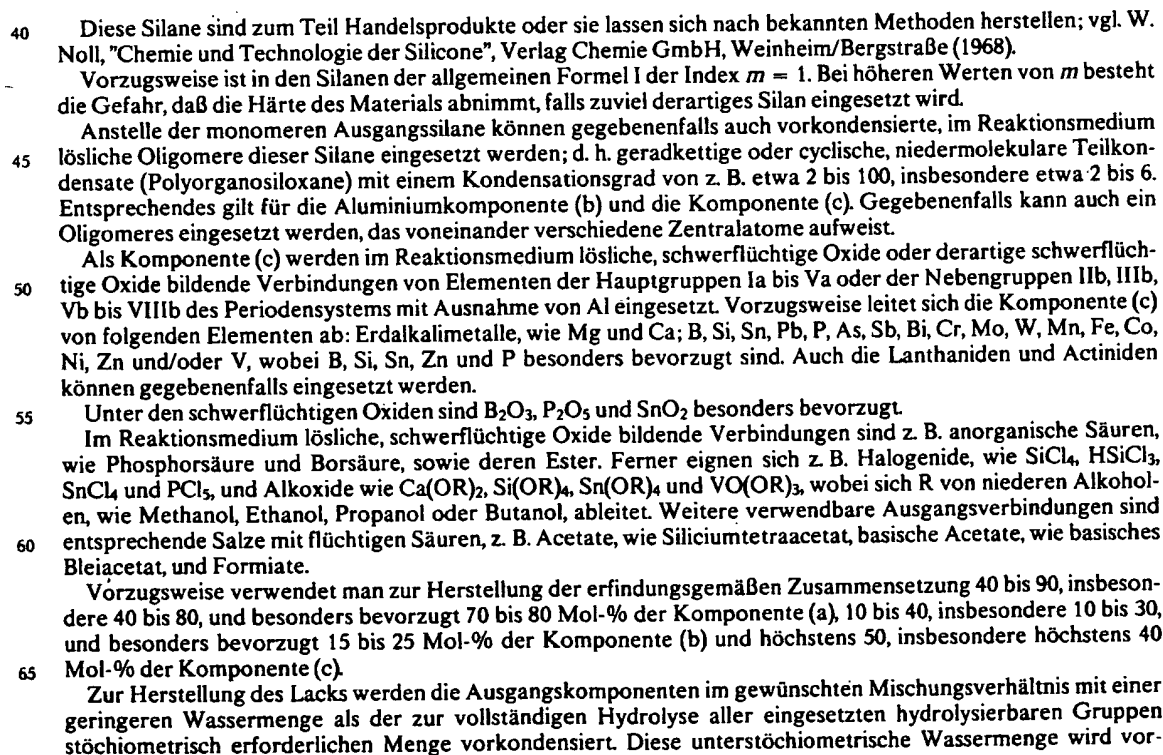 40 Diese Silane sind zum Teil Handelsprodukte oder sie lassen sich nach bekannten Methoden herstellen; vgl. W.
Noll, "Chemie und Technologie der Silicone", Verlag Chemie GmbH, Weinheim/Bergstraße (1968).
Vorzugsweise ist in den Silanen der allgemeinen Formel I der Index m = 1. Bei höheren Werten von m besteht
die Gefahr, daß die Härte des Materials abnimmt, falls zuviel derartiges Silan eingesetzt wird.
Anstelle der monomeren Ausgangssilane können gegebenenfalls auch vorkondensierte, im Reaktionsmedium
45 lösliche Oligomere dieser Silane eingesetzt werden; d. h. geradkettige oder cyclische, niedermolekulare Teilkon-
densate (Polyorganosiloxane) mit einem Kondensationsgrad von z. B. etwa 2 bis 100, insbesondere etwa 2 bis 6.
Entsprechendes gilt für die Aluminiumkomponente (b) und die Komponente (c). Gegebenenfalls kann auch ein
Oligomeres eingesetzt werden, das voneinander verschiedene Zentralatome aufweist.
Als Komponente (c) werden im Reaktionsmedium lösliche, schwerflüchtige Oxide oder derartige schwerflüch-
50 tige Oxide bildende Verbindungen von Elementen der Hauptgruppen Ia bis Va oder der Nebengruppen IIb, IIIb,
Vb bis VIIIb des Periodensystems mit Ausnahme von Al eingesetzt. Vorzugsweise leitet sich die Komponente (c)
von folgenden Elementen ab: Erdalkalimetalle, wie Mg und Ca; B, Si, Sn, Pb, P, As, Sb, Bi, Cr, Mo, W, Mn, Fe, Co,
Ni, Zn und/oder V, wobei B, Si, Sn, Zn und P besonders bevorzugt sind. Auch die Lanthaniden und Actiniden
können gegebenenfalls eingesetzt werden.
55 Unter den schwerflüchtigen Oxiden sind B₂O₃, P₂O₅ und SnO₂ besonders bevorzugt.
Im Reaktionsmedium lösliche, schwerflüchtige Oxide bildende Verbindungen sind z. B. anorganische Säuren,
wie Phosphorsäure und Borsäure, sowie deren Ester. Ferner eignen sich z. B. Halogenide, wie SiCl₄, HSiCl₃,
SnCl₄ und PCl₅, und Alkoxide wie Ca(OR)₂, Si(OR)₄, Sn(OR)₄ und VO(OR)₃, wobei sich R von niederen Alkohol-
en, wie Methanol, Ethanol, Propanol oder Butanol, ableitet. Weitere verwendbare Ausgangsverbindungen sind
60 entsprechende Salze mit flüchtigen Säuren, z. B. Acetate, wie Siliciumtetraacetat, basische Acetate, wie basisches
Bleiacetat, und Formiate.
Vorzugsweise verwendet man zur Herstellung der erfindungsgemäßen Zusammensetzung 40 bis 90, insbeson-
dere 40 bis 80, und besonders bevorzugt 70 bis 80 Mol-% der Komponente (a), 10 bis 40, insbesondere 10 bis 30,
und besonders bevorzugt 15 bis 25 Mol-% der Komponente (b) und höchstens 50, insbesondere höchstens 40
65 Mol-% der Komponente (c).
Zur Herstellung des Lacks werden die Ausgangskomponenten im gewünschten Mischungsverhältnis mit einer
geringeren Wassermenge als der zur vollständigen Hydrolyse aller eingesetzten hydrolysierbaren Gruppen
stöchiometrisch erforderlichen Menge vorkondensiert. Diese unterstöchiometrische Wassermenge wird vor-